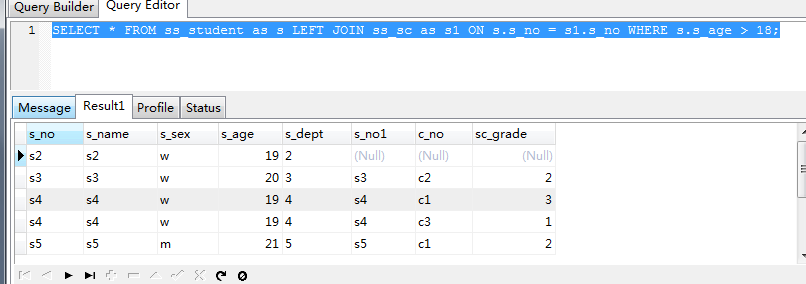 Query Builder Query Editor
1 SELECT * FROM ss_student as s LEFT JOIN ss_sc as s1 ON s.s_no = s1.s_no WHERE s.s_age > 18;
Message Result1 Profile Status
s_no s_name s_sex s_age s_dept s_no1 c_no sc_grade
s2 s2 w 19 2 (Null) (Null) (Null)
s3 s3 w 20 3 s3 c2 2
s4 s4 w 19 4 s4 c1 3
s4 s4 w 19 4 s4 c3 1
s5 s5 m 21 5 s5 c1 2